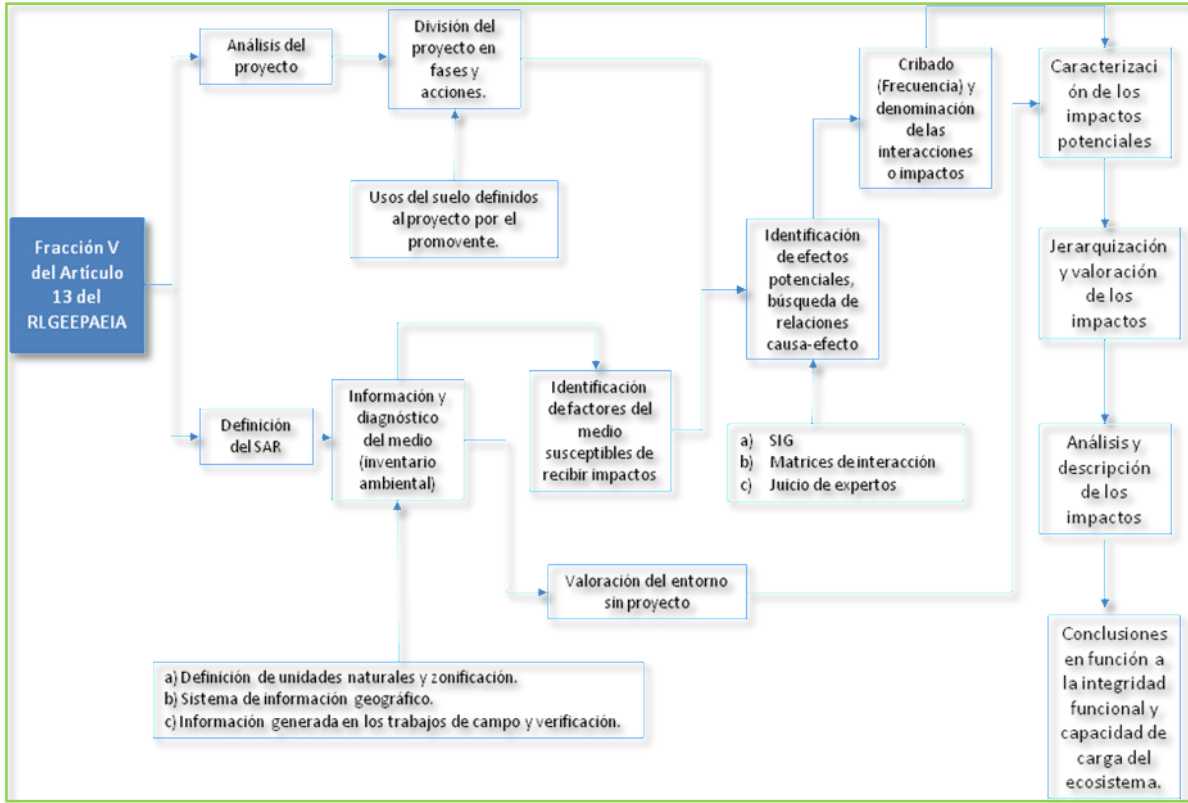 Análisis del
proyecto
División del
proyecto en
fases y
acciones.
Cribado
(Frecuencia) y
denominación
de las
interacciones
o impactos
Caracterizaci
ón de los
impactos
potenciales
Usos del suelo definidos
al proyecto por el
promovente.
Fracción V
del Artículo
13 del
RLGEEPAEIA
Identificación
de efectos
potenciales,
búsqueda de
relaciones
causa-efecto
Jerarquización
y valoración
de los
impactos
Definición
del SAR
Información y
diagnóstico
del medio
(inventario
ambiental)
Identificación
de factores del
medio
susceptibles
de recibir impactos
a) SIG
b) Matrices de interacción
c) Juicio de expertos
Análisis y
descripción
de los
impactos
Valoración del entorno
sin proyecto
a) Definición de unidades naturales y zonificación.
b) Sistema de información geográfico.
c) Información generada en los trabajos de campo y verificación.
Conclusiones
en función a
la integridad
funcional y
capacidad de
carga del
ecosistema.